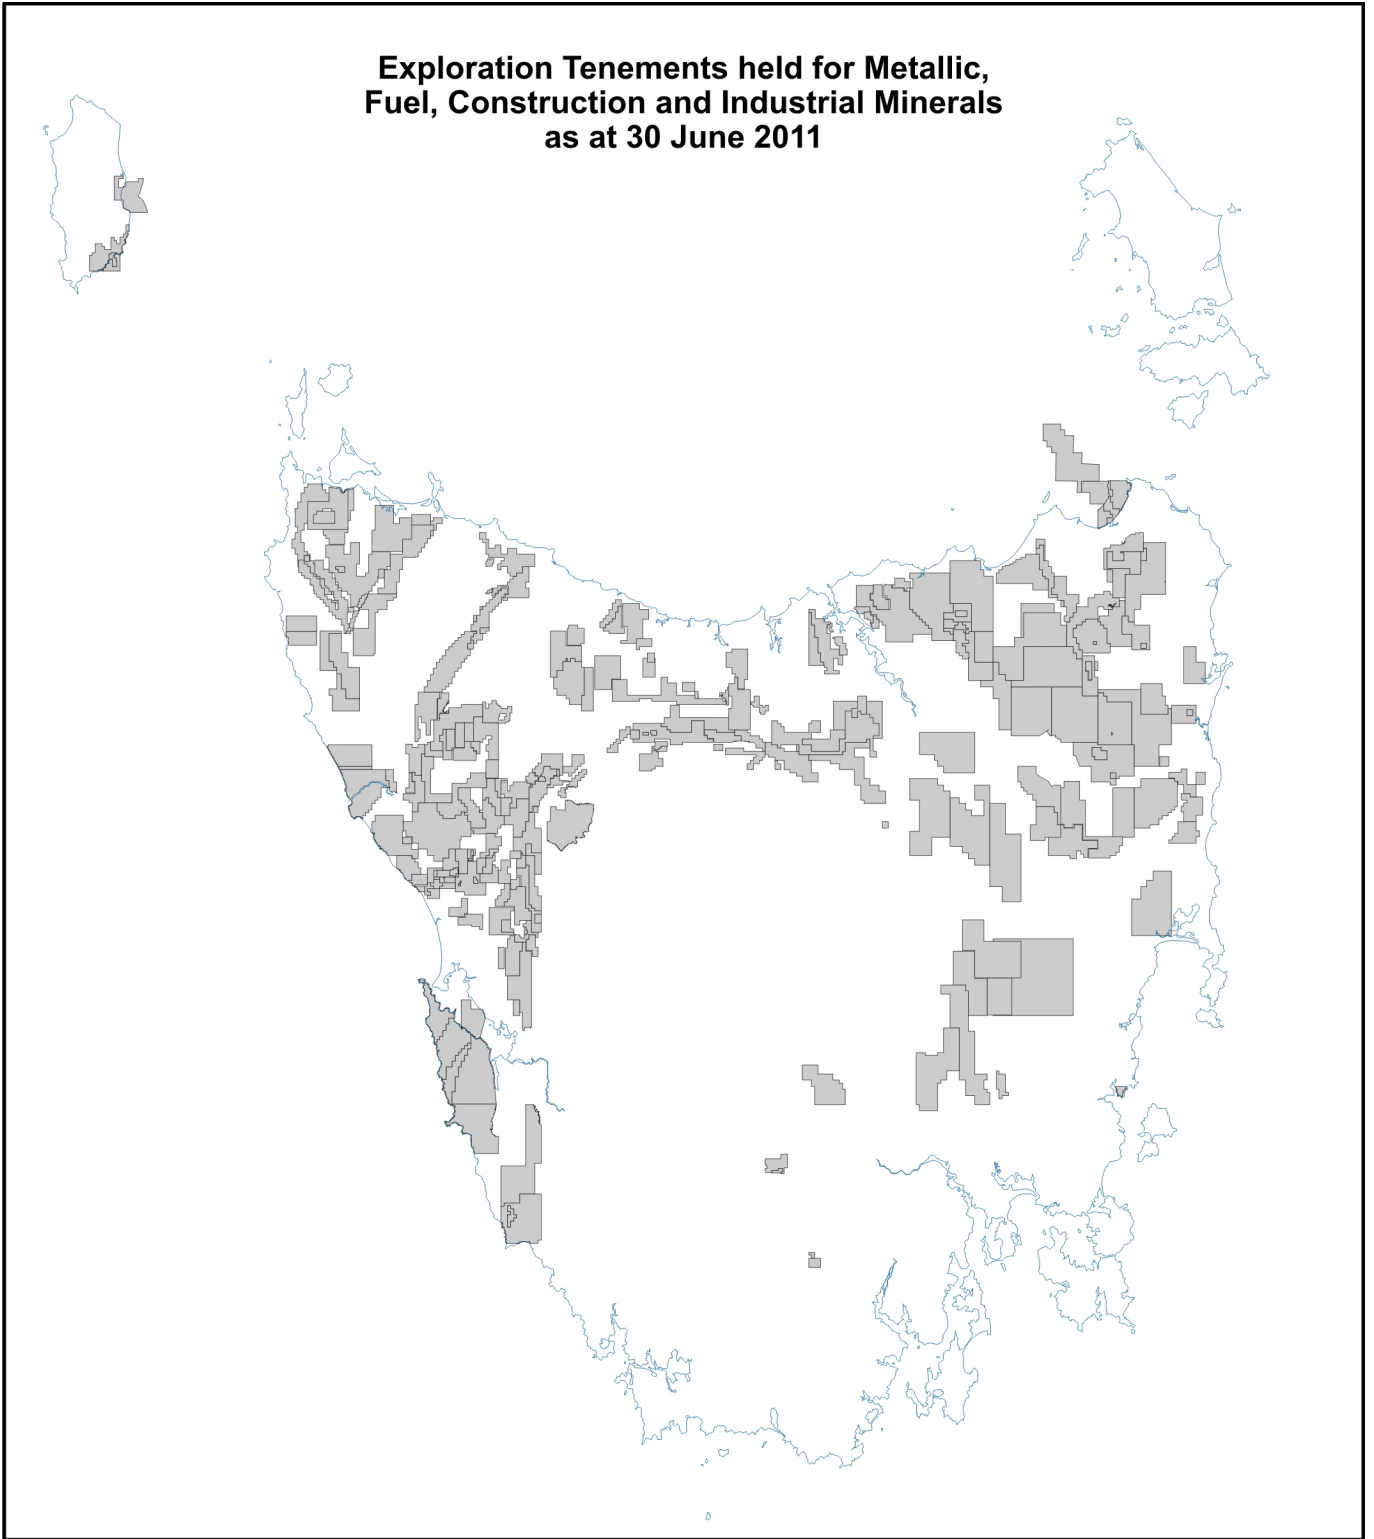 Exploration Tenements held for Metallic,
Fuel, Construction and Industrial Minerals
as at 30 June 2011